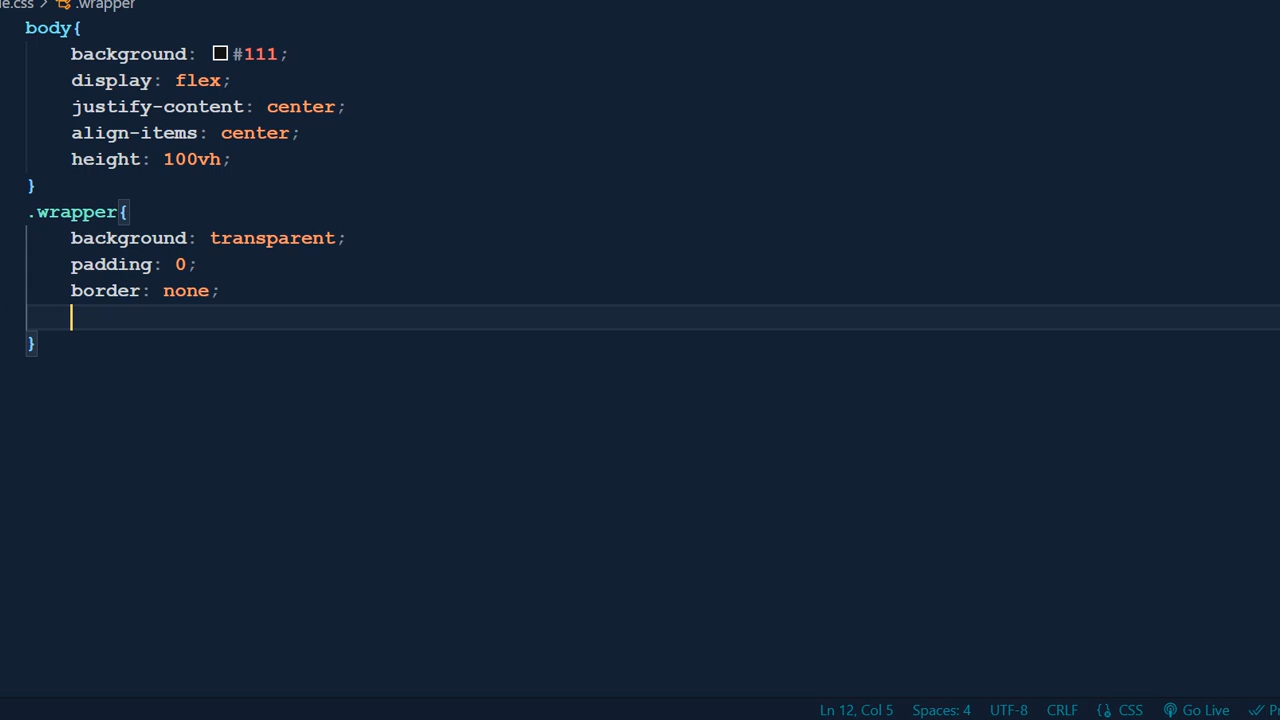 le.css > .wrapper
body{
    background: #111;
    display: flex;
    justify-content: center;
    align-items: center;
    height: 100vh;
}
.wrapper{
    background: transparent;
    padding: 0;
    border: none;
}
Ln 12, Col 5 Spaces: 4 UTF-8 CRLF {} CSS Go Live